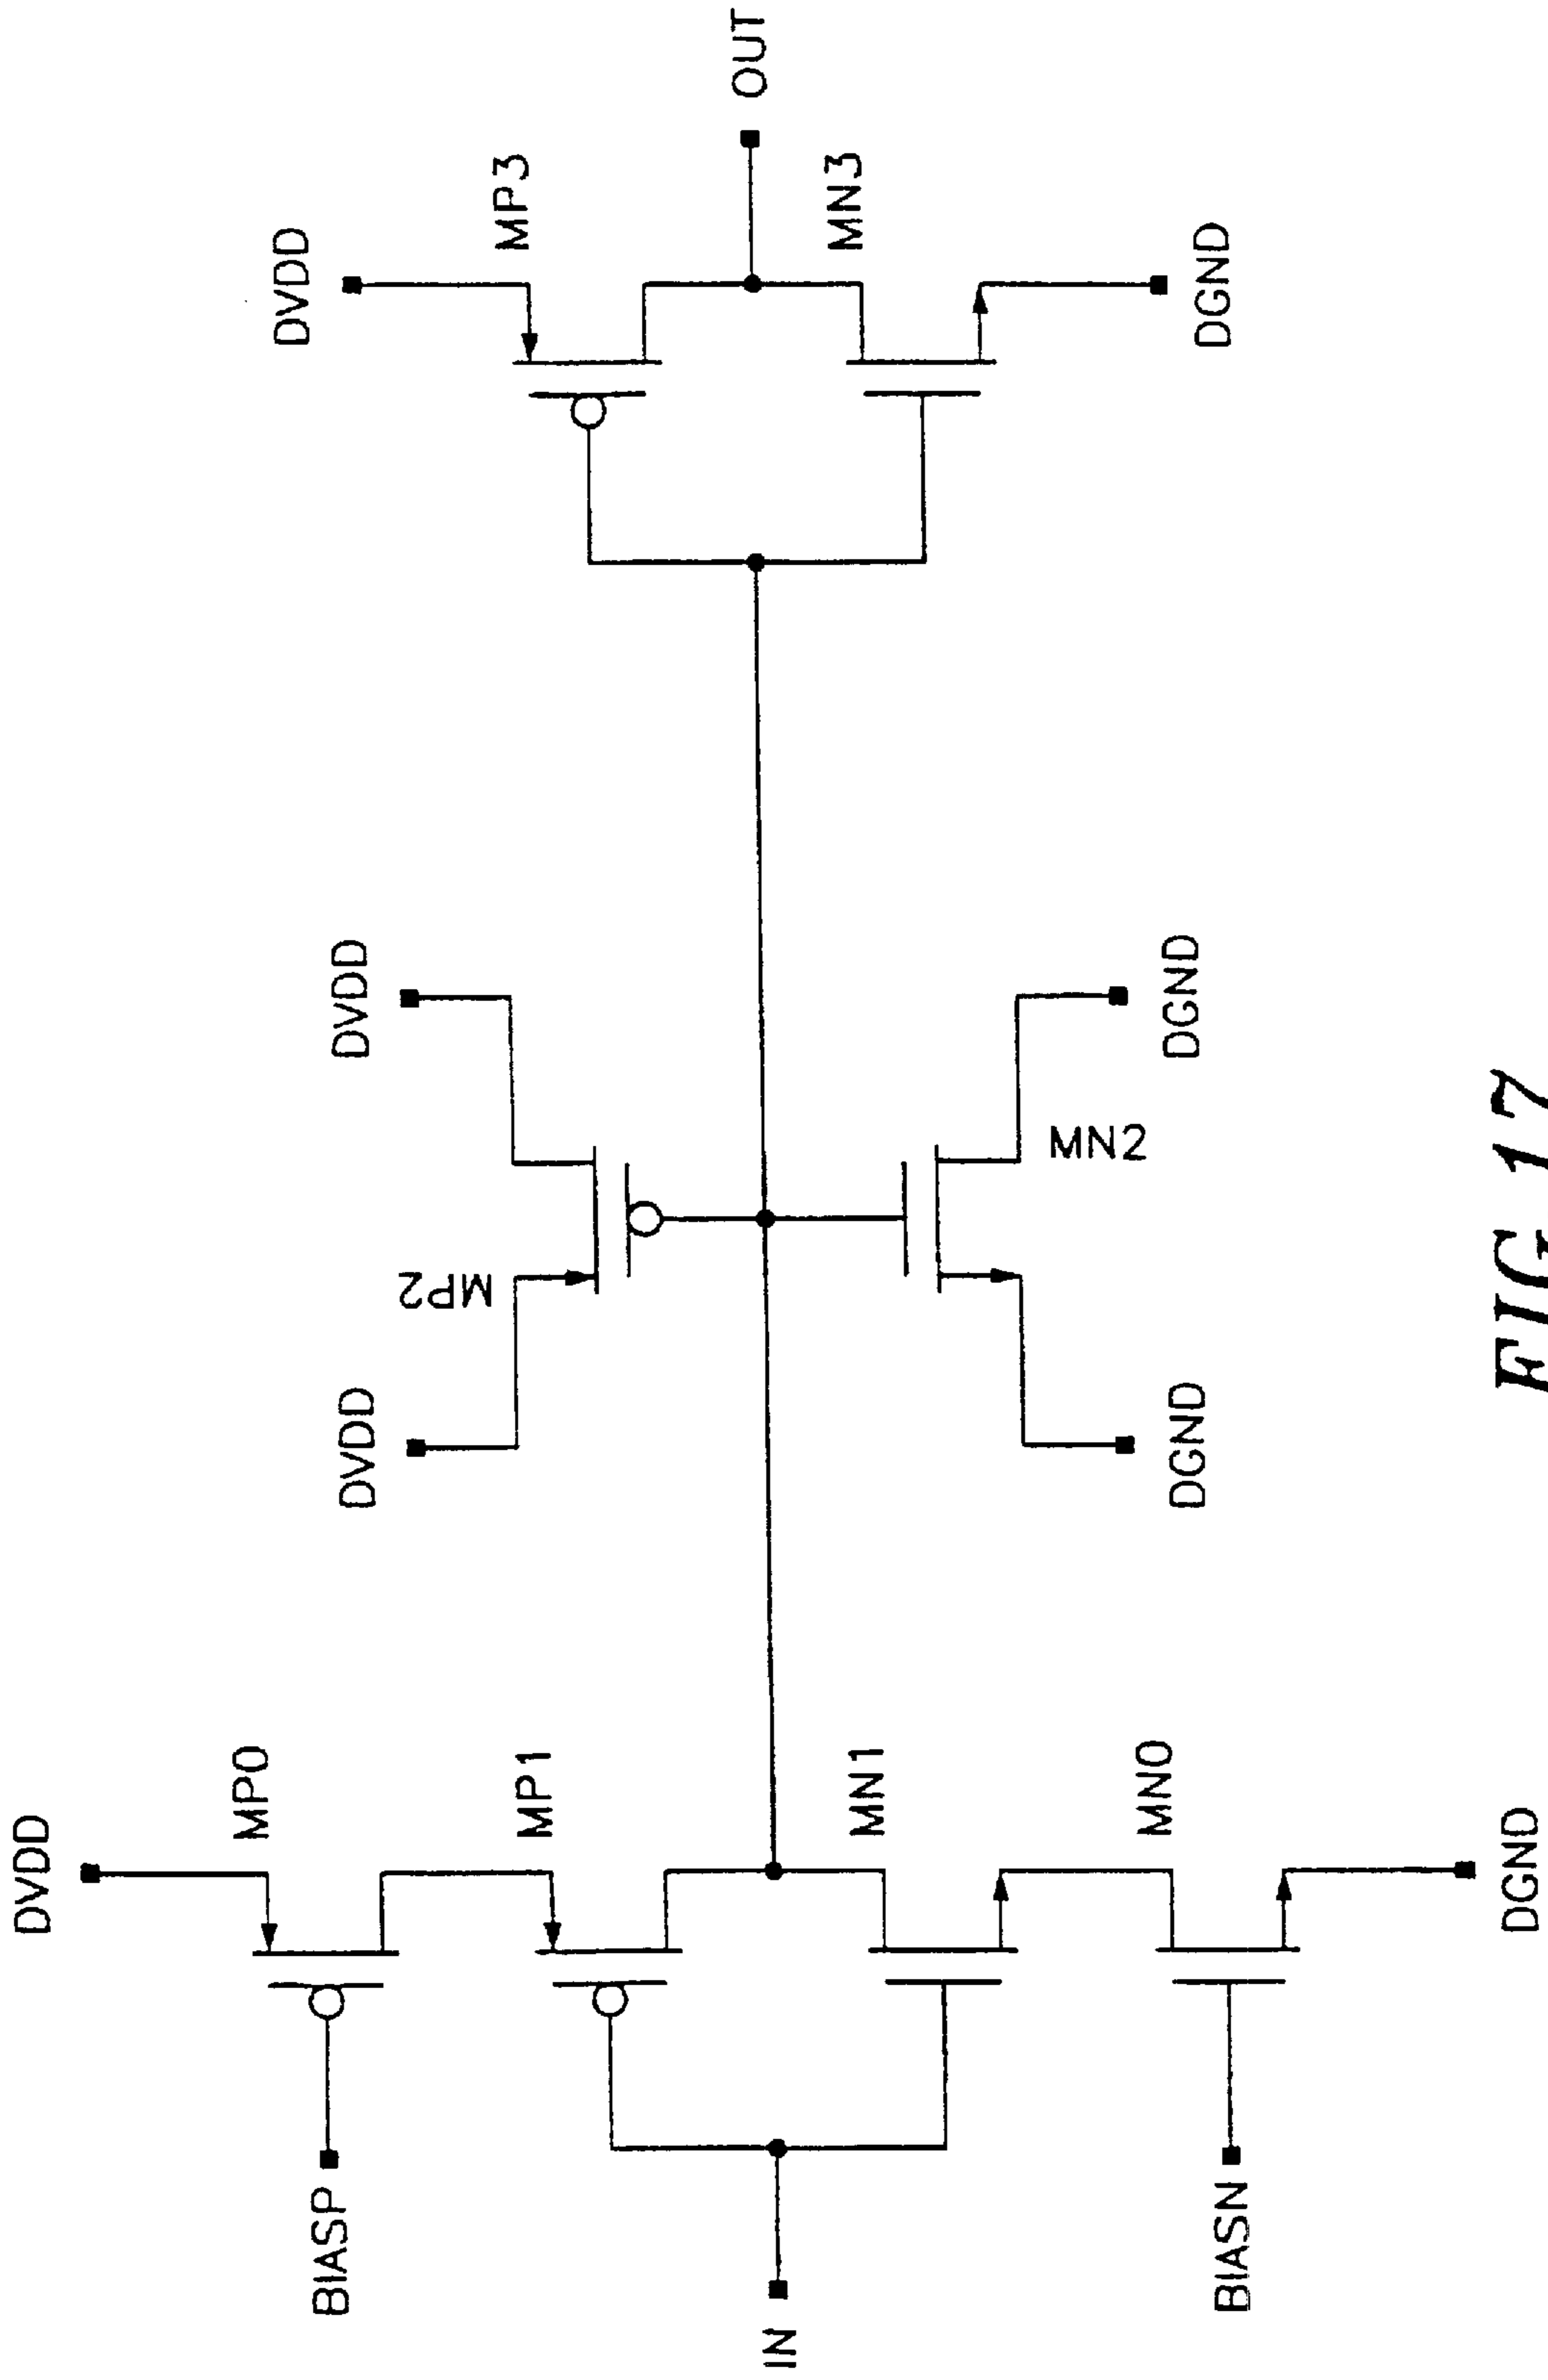 DVDD
MP0
BIASP
MP1
IN
MN1
MN0
BIASN
DGND
DVDD
DVDD
MP2
MN2
DGND
DGND
DVDD
MP3
OUT
MN3
DGND
FIG. 17